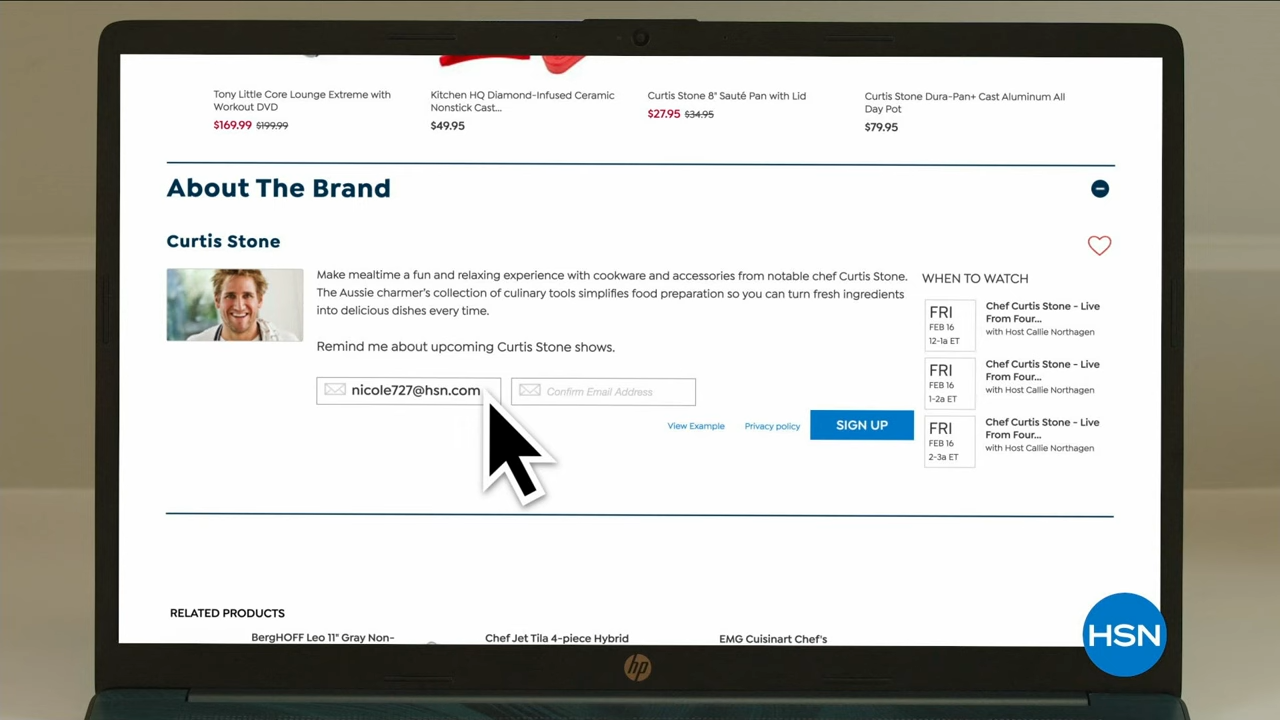 Tony Little Core Lounge Extreme with
Workout DVD
$169.99 $199.99
Kitchen HQ Diamond-Infused Ceramic
Nonstick Cast...
$49.95
Curtis Stone 8" Sauté Pan with Lid
$27.95 $34.95
Curtis Stone Dura-Pan+ Cast Aluminum All
Day Pot
$79.95
About The Brand
Curtis Stone
Make mealtime a fun and relaxing experience with cookware and accessories from notable chef Curtis Stone.
The Aussie charmer's collection of culinary tools simplifies food preparation so you can turn fresh ingredients
into delicious dishes every time.
Remind me about upcoming Curtis Stone shows.
nicole727@hsn.com
Confirm Email Address
View Example
Privacy policy
SIGN UP
WHEN TO WATCH
FRI
FEB 16
12-1a ET
Chef Curtis Stone - Live
From Four...
with Host Callie Northagen
FRI
FEB 16
1-2a ET
Chef Curtis Stone - Live
From Four...
with Host Callie Northagen
FRI
FEB 16
2-3a ET
Chef Curtis Stone - Live
From Four...
with Host Callie Northagen
RELATED PRODUCTS
BergHOFF Leo 11" Gray Non-
Chef Jet Tila 4-piece Hybrid
EMG Cuisinart Chef's
HSN
hp